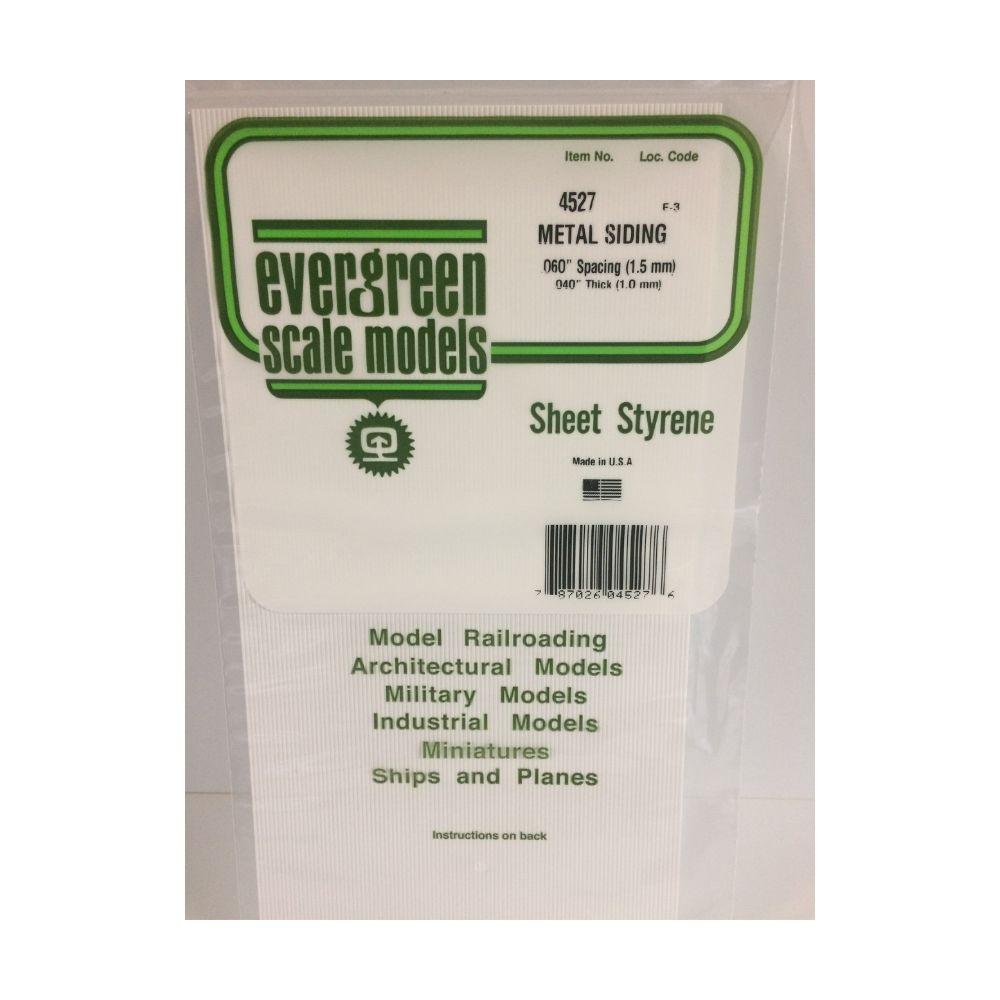 Item No. Loc. Code
4527 F-3
METAL SIDING
.060" Spacing (1.5 mm)
.040" Thick (1.0 mm)
evergreen
scale models
Sheet Styrene
Made in U.S.A
7 87026 04527 6
Model Railroading
Architectural Models
Military Models
Industrial Models
Miniatures
Ships and Planes
Instructions on back